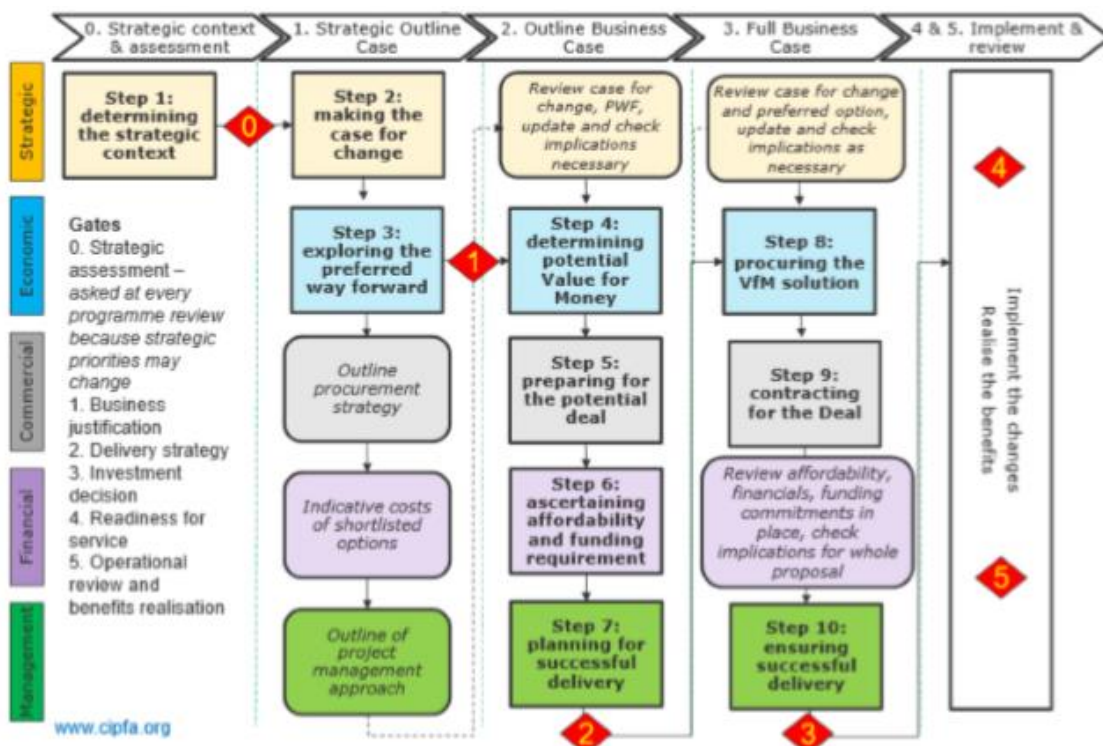 0. Strategic context
& assessment
1. Strategic Outline
Case
2. Outline Business
Case
3. Full Business
Case
4 & 5. Implement &
review
Strategic
Step 1:
determining
the strategic
context
0
Step 2:
making the
case for
change
Review case for
change, PWF,
update and check
implications
necessary
Review case for change
and preferred option,
update and check
implications as
necessary
4
Economic
Gates
0. Strategic
assessment –
asked at every
programme review
because strategic
priorities may
change
1. Business
justification
2. Delivery strategy
3. Investment
decision
4. Readiness for
service
5. Operational
review and
benefits realisation
Step 3:
exploring the
preferred
way forward
1
Step 4:
determining
potential
Value for
Money
Step 8:
procuring the
VfM solution
Implement the changes
Realise the benefits
Commercial
Outline
procurement
strategy
Step 5:
preparing for
the potential
deal
Step 9:
contracting
for the Deal
Financial
Indicative costs
of shortlisted
options
Step 6:
ascertaining
affordability
and funding
requirement
Review affordability,
financials, funding
commitments in
place, check
implications for whole
proposal
5
Management
Outline of
project
management
approach
Step 7:
planning for
successful
delivery
Step 10:
ensuring
successful
delivery
2
3
www.cipfa.org